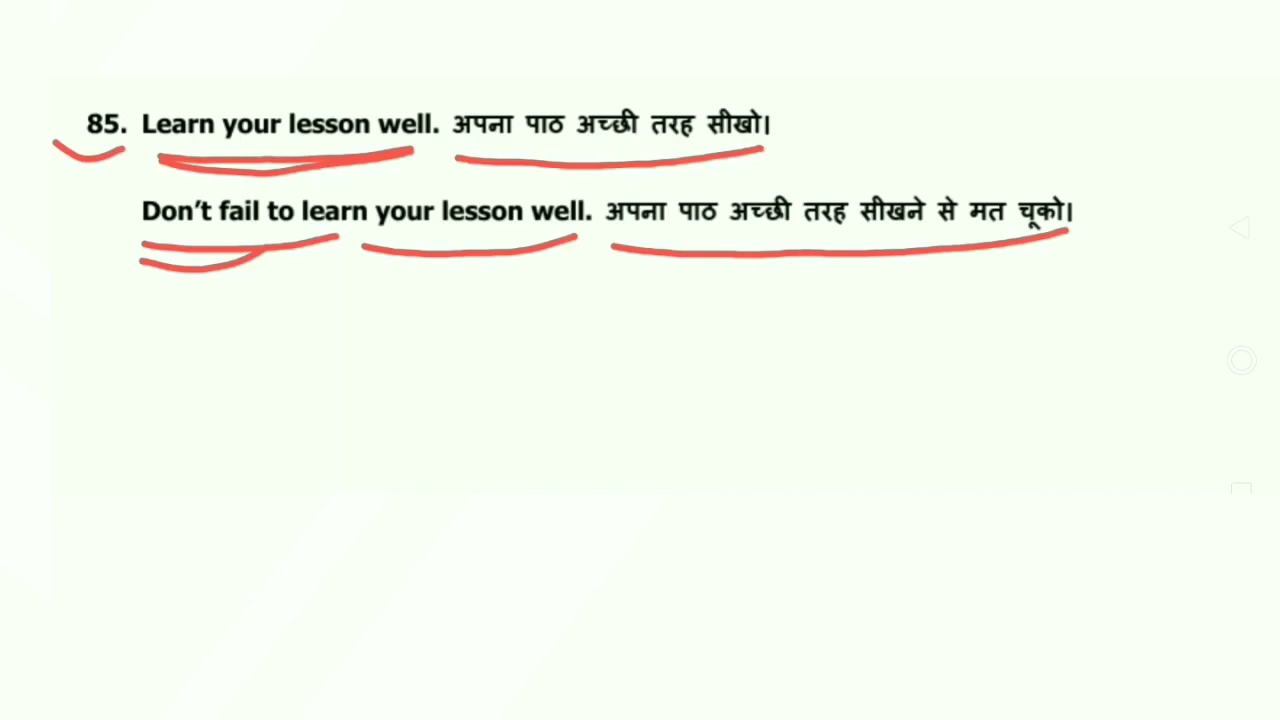 85. Learn your lesson well. अपना पाठ अच्छी तरह सीखो।
Don't fail to learn your lesson well. अपना पाठ अच्छी तरह सीखने से मत चूको।